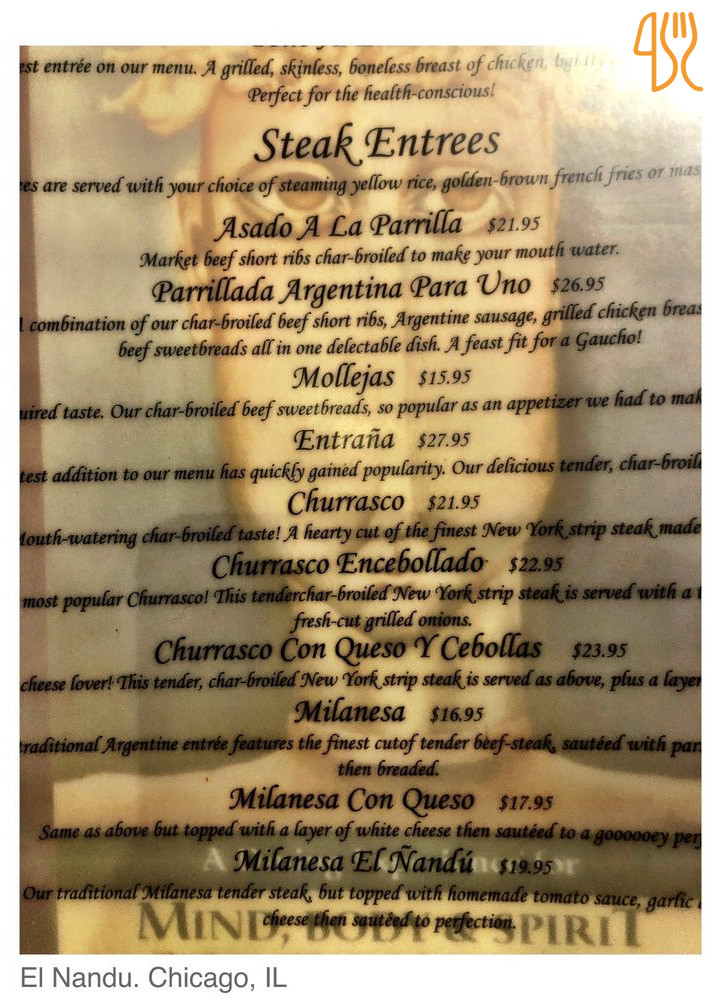 est entrée on our menu. A grilled, skinless, boneless breast of chicken,
Perfect for the health-conscious!
Steak Entrees
es are served with your choice of steaming yellow rice, golden-brown french fries or mas
Asado A La Parrilla $21.95
Market beef short ribs char-broiled to make your mouth water.
Parrillada Argentina Para Uno $26.95
combination of our char-broiled beef short ribs, Argentine sausage, grilled chicken breas
beef sweetbreads all in one delectable dish. A feast fit for a Gaucho!
Mollejas $15.95
uired taste. Our char-broiled beef sweetbreads, so popular as an appetizer we had to mak
Entraña $27.95
test addition to our menu has quickly gained popularity. Our delicious tender, char-broil
Churrasco $21.95
outh-watering char-broiled taste! A hearty cut of the finest New York strip steak made
Churrasco Encebollado $22.95
most popular Churrasco! This tenderchar-broiled New York strip steak is served with a
fresh-cut grilled onions.
Churrasco Con Queso Y Cebollas $23.95
cheese lover! This tender, char-broiled New York strip steak is served as above, plus a layer
Milanesa $16.95
traditional Argentine entrée features the finest cutof tender beef-steak, sautéed with par
then breaded.
Milanesa Con Queso $17.95
Same as above but topped with a layer of white cheese then sautéed to a goooooey per
Milanesa El Ñandú $19.95
Our traditional Milanesa tender steak, but topped with homemade tomato sauce, garlic
cheese then sautéed to perfection.
MIND, BODY & SPIRIT
El Nandu. Chicago, IL